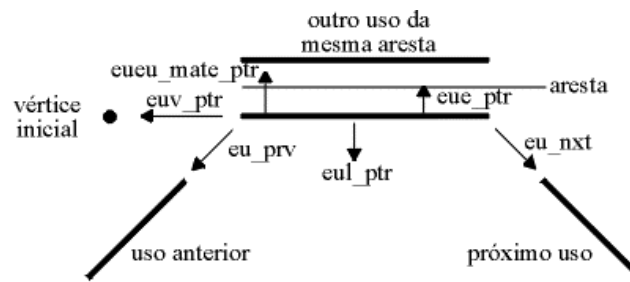 outro uso da
mesma aresta
eueu_mate_ptr
aresta
euv_ptr
eue_ptr
vértice
inicial
eu_prv
eul_ptr
eu_nxt
uso anterior
próximo uso